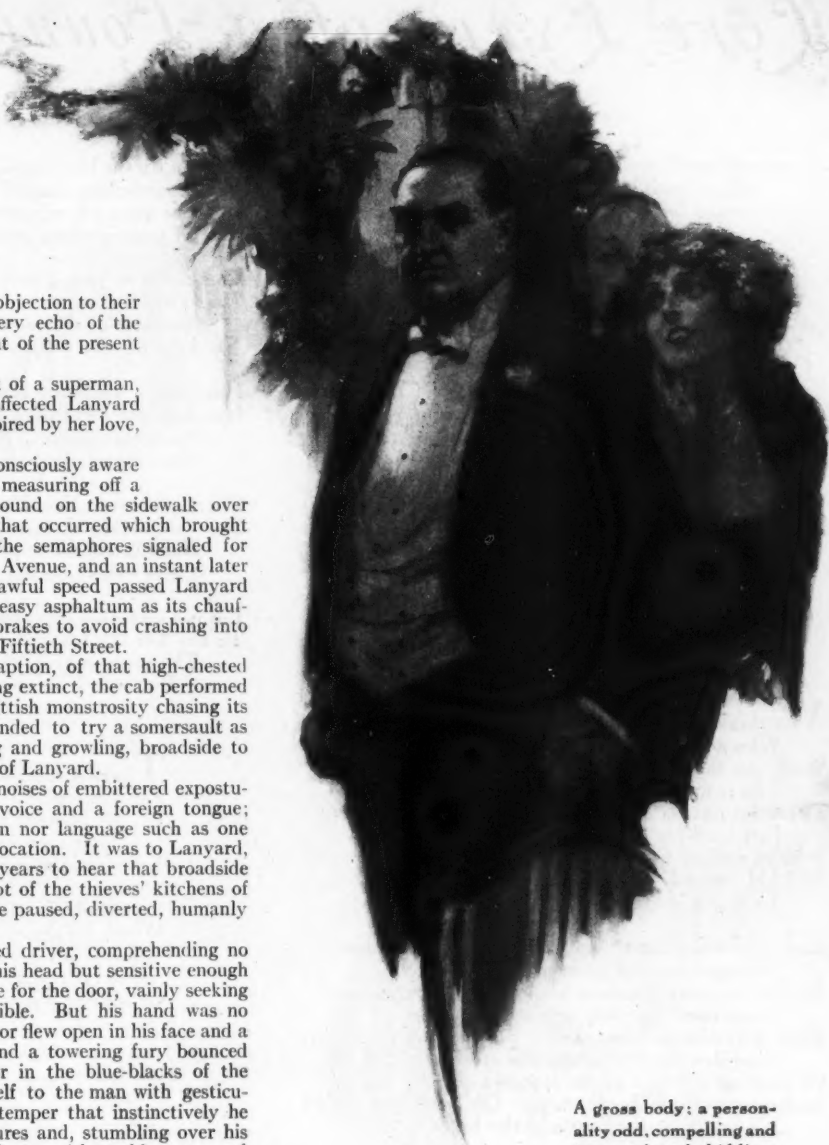 objection to their
ery echo of the
of the present
of a superman,
ffected Lanyard
pired by her love,
onsciously aware
measuring off a
ound on the sidewalk over
hat occurred which brought
the semaphores signaled for
Avenue, and an instant later
awful speed passed Lanyard
easy asphaltum as its chauf-
brakes to avoid crashing into
Fiftieth Street.
aption, of that high-chested
ng extinct, the cab performed
ttish monstrosity chasing its
nded to try a somersault as
g and growling, broadside to
of Lanyard.
noises of embittered expostu-
voice and a foreign tongue;
n nor language such as one
ocation. It was to Lanyard,
years to hear that broadside
ot of the thieves' kitchens of
e paused, diverted, humanly
ed driver, comprehending no
his head but sensitive enough
e for the door, vainly seeking
ible. But his hand was no
or flew open in his face and a
nd a towering fury bounced
r in the blue-blacks of the
elf to the man with gesticu-
temper that instinctively he
ures and, stumbling over his
A gross body; a person-
ality odd, compelling and